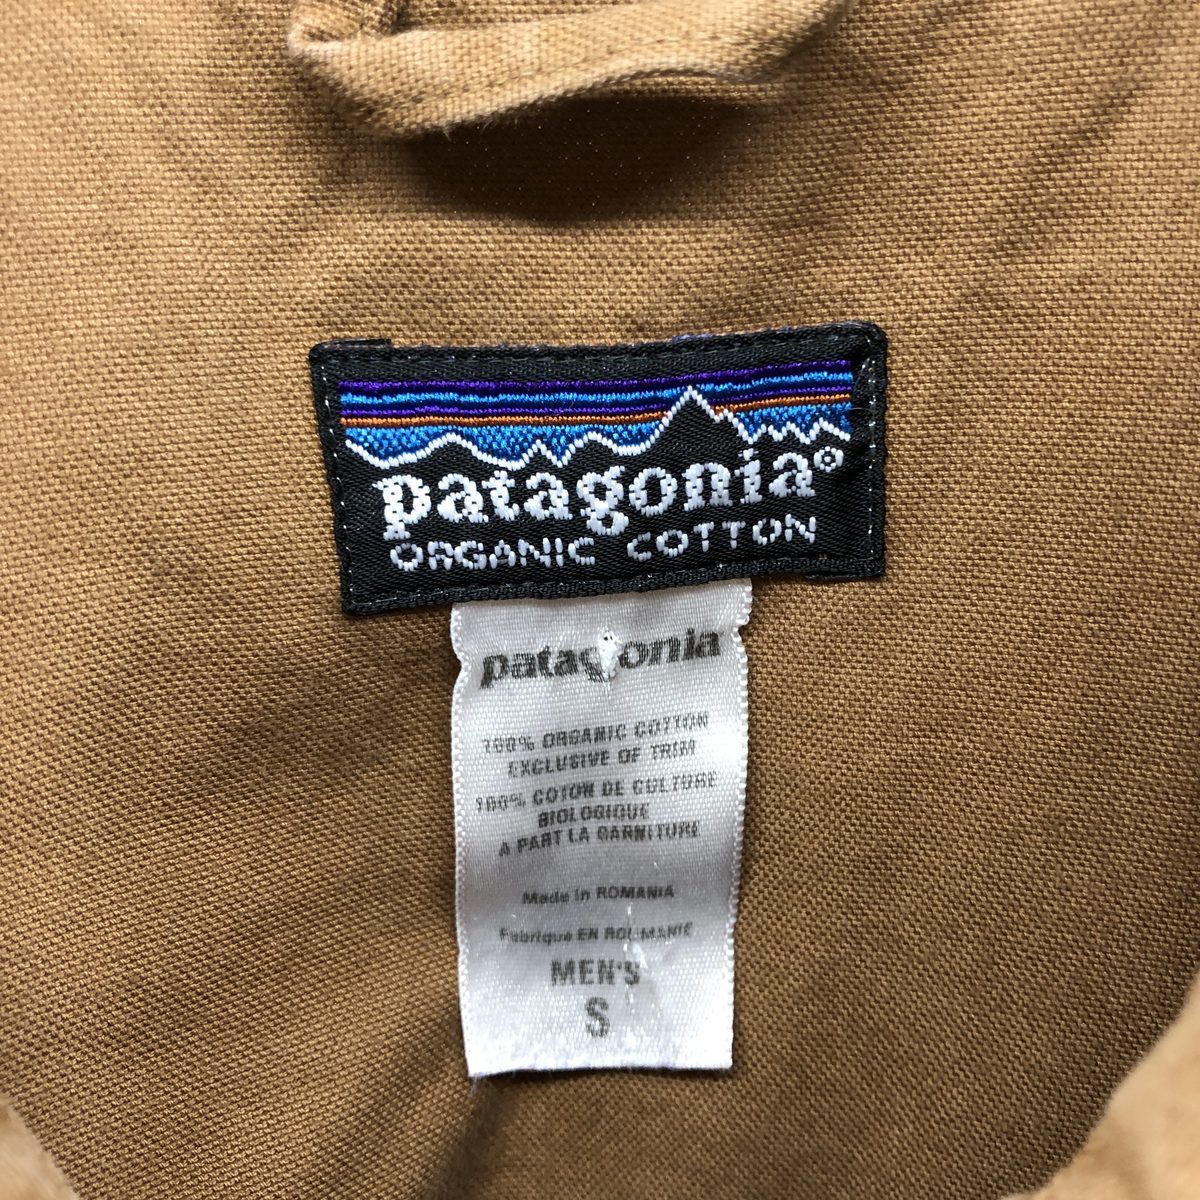 patagonia®
ORGANIC COTTON
patagonia
100% ORGANIC COTTON
EXCLUSIVE OF TRIM
100% COTON DE CULTURE
BIOLOGIQUE
A PART LA GARNITURE
Made in ROMANIA
Fabrique EN ROUMANIE
MEN'S
S